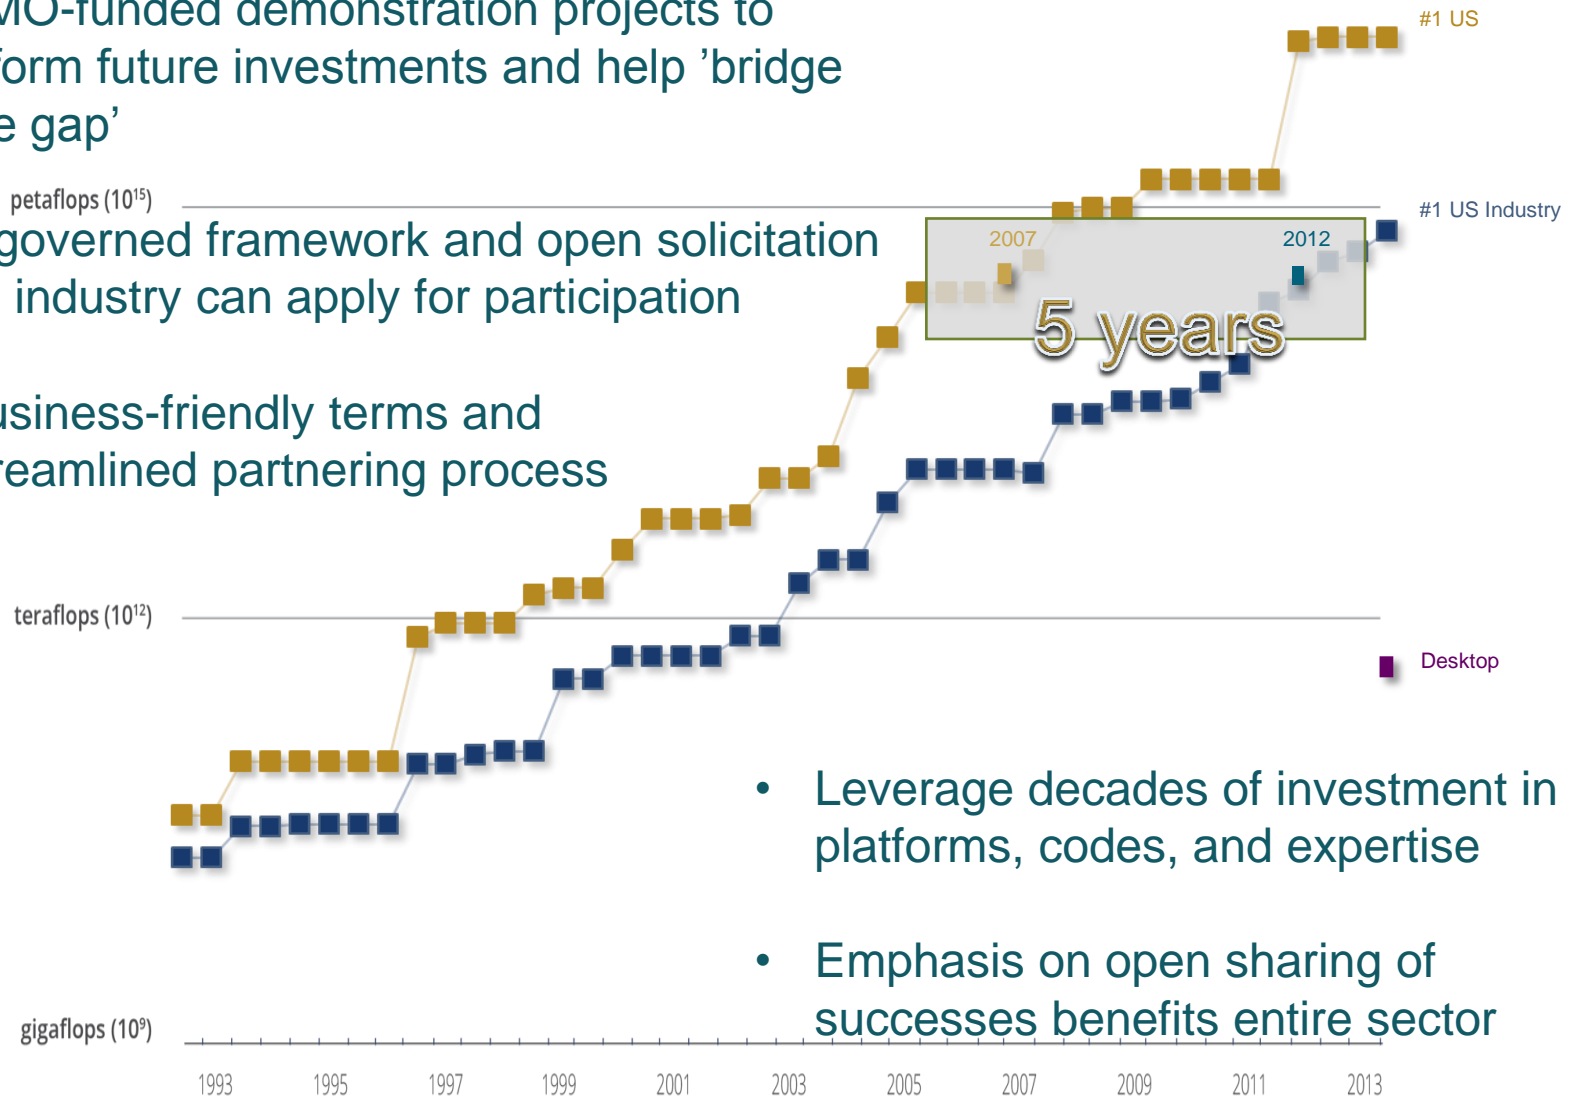 MO-funded demonstration projects to
form future investments and help ’bridge
e gap’
#1 US
petaflops (10¹⁵)
#1 US Industry
governed framework and open solicitation
industry can apply for participation
2007
2012
5 years
usiness-friendly terms and
reamlined partnering process
teraflops (10¹²)
Desktop
• Leverage decades of investment in
platforms, codes, and expertise
• Emphasis on open sharing of
successes benefits entire sector
gigaflops (10⁹)
1993 1995 1997 1999 2001 2003 2005 2007 2009 2011 2013